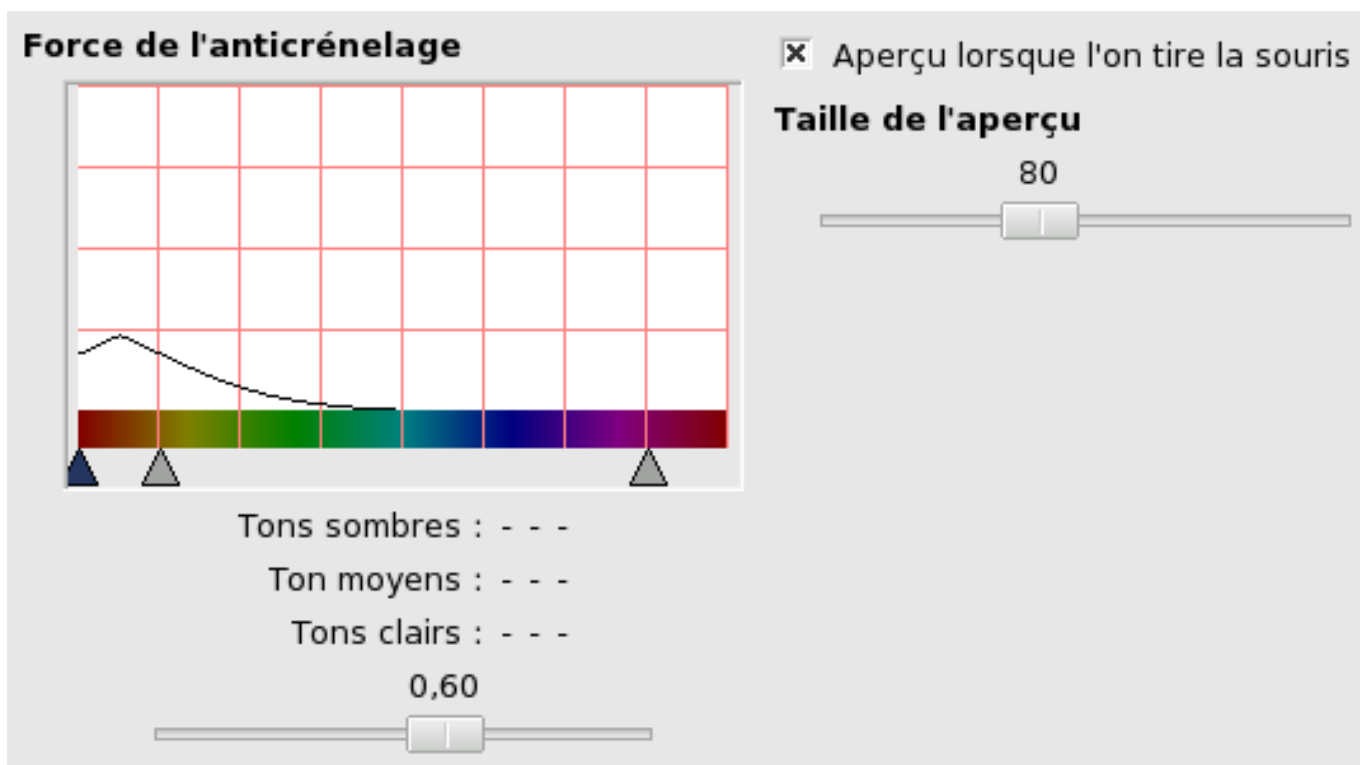 Force de l'anticrénelage
Aperçu lorsque l'on tire la souris
Taille de l'aperçu
80
Tons sombres : - - -
Ton moyens : - - -
Tons clairs : - - -
0,60